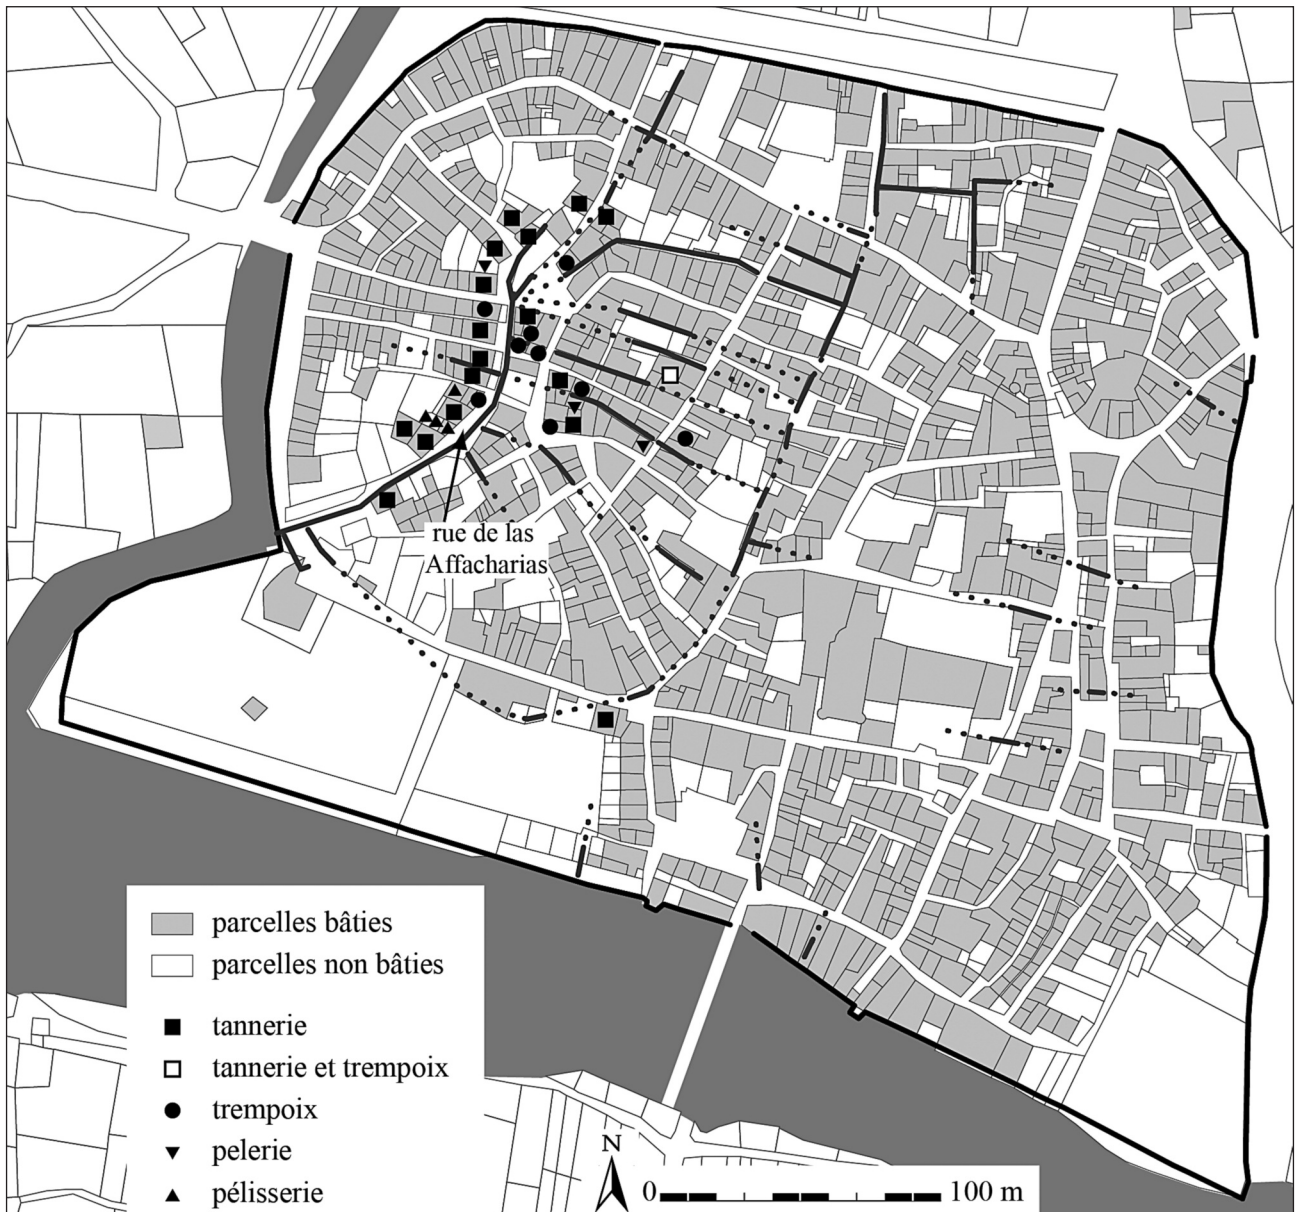 rue de las
Affacharias
parcelles bâties
parcelles non bâties
tannerie
tannerie et trempoix
trempoix
pelerie
pélisserie
N
0 100 m